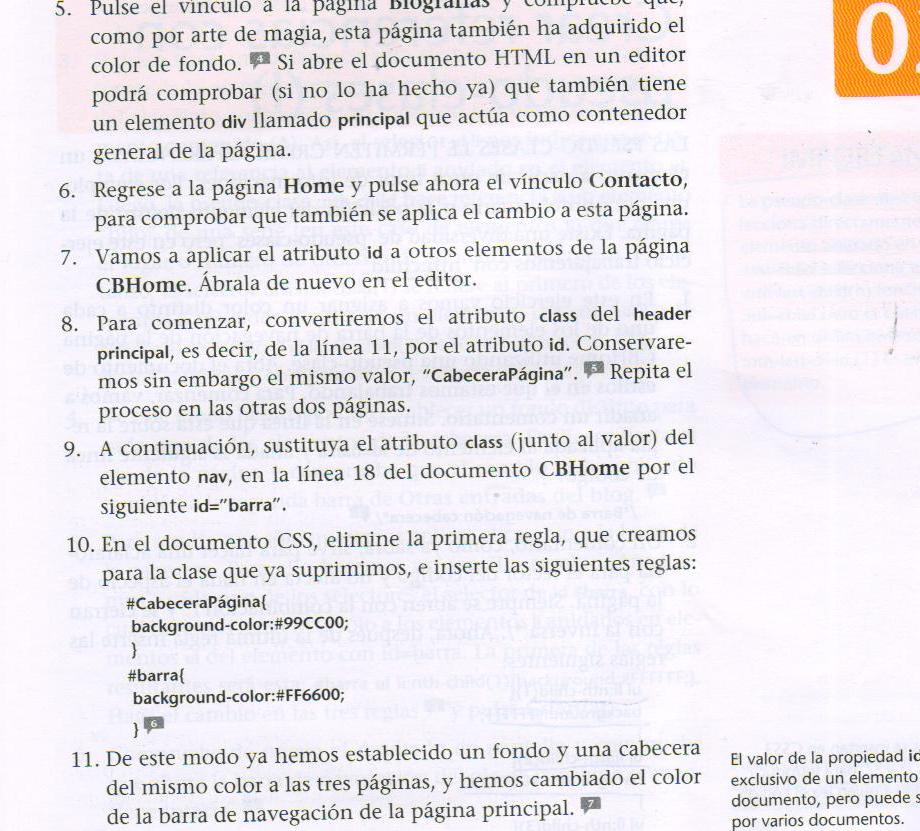 5. Pulse el vínculo a la página Biografías y compruebe que,
como por arte de magia, esta página también ha adquirido el
color de fondo. 4 Si abre el documento HTML en un editor
podrá comprobar (si no lo ha hecho ya) que también tiene
un elemento div llamado principal que actúa como contenedor
general de la página.
6. Regrese a la página Home y pulse ahora el vínculo Contacto,
para comprobar que también se aplica el cambio a esta página.
7. Vamos a aplicar el atributo id a otros elementos de la página
CBHome. Ábrala de nuevo en el editor.
8. Para comenzar, convertiremos el atributo class del header
principal, es decir, de la línea 11, por el atributo id. Conservare-
mos sin embargo el mismo valor, "CabeceraPágina". 5 Repita el
proceso en las otras dos páginas.
9. A continuación, sustituya el atributo class (junto al valor) del
elemento nav, en la línea 18 del documento CBHome por el
siguiente id="barra".
10. En el documento CSS, elimine la primera regla, que creamos
para la clase que ya suprimimos, e inserte las siguientes reglas:
#CabeceraPágina{
background-color:#99CC00;
}
#barra{
background-color:#FF6600;
} 6
11. De este modo ya hemos establecido un fondo y una cabecera
del mismo color a las tres páginas, y hemos cambiado el color
de la barra de navegación de la página principal. 7
El valor de la propiedad id
exclusivo de un elemento
documento, pero puede s
por varios documentos.